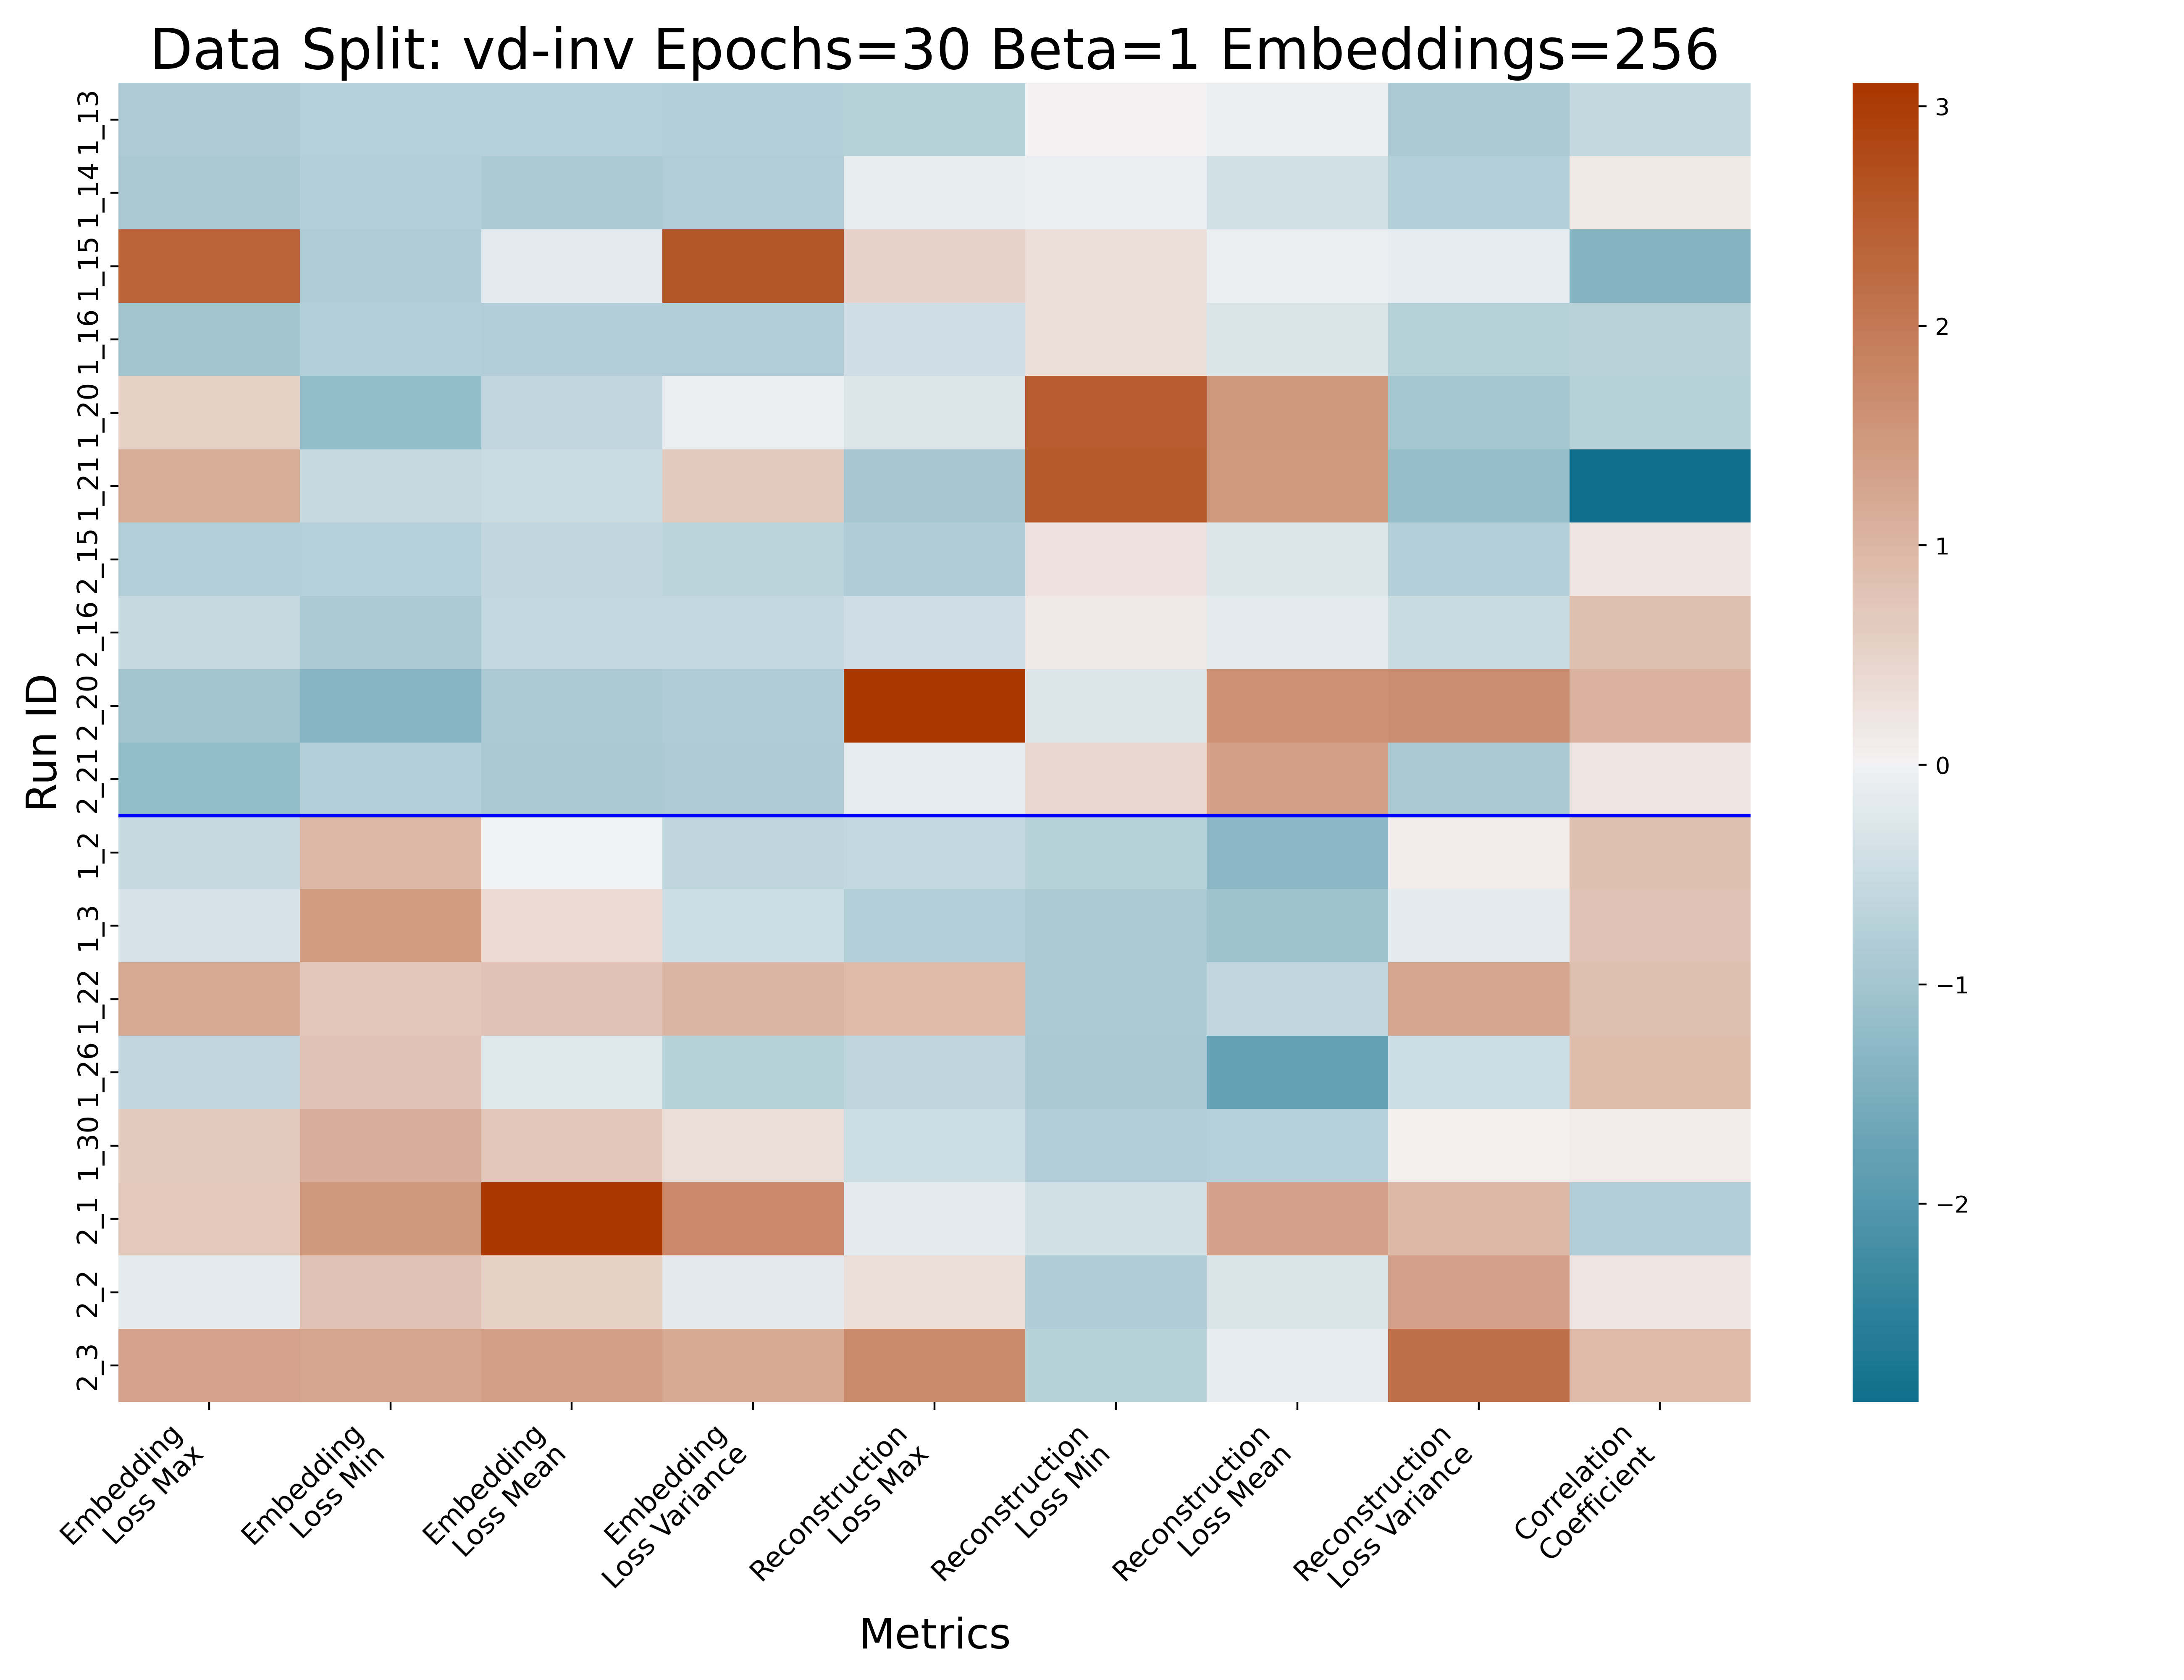 Data Split: vd-inv Epochs=30 Beta=1 Embeddings=256
Run ID
1_13
1_14
1_15
1_16
1_20
1_21
2_15
2_16
2_20
2_21
1_2
1_3
1_22
1_26
1_30
2_1
2_2
2_3
Embedding
Loss Max
Embedding
Loss Min
Embedding
Loss Mean
Embedding
Loss Variance
Reconstruction
Loss Max
Reconstruction
Loss Min
Reconstruction
Loss Mean
Reconstruction
Loss Variance
Correlation
Coefficient
Metrics
3
2
1
0
−1
−2